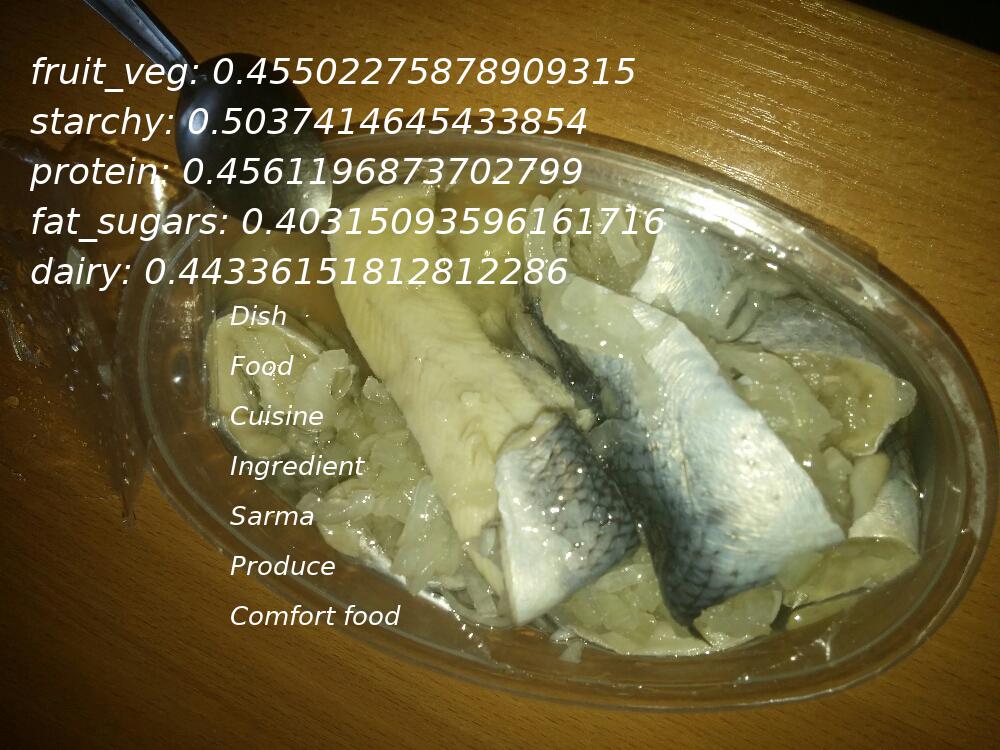 fruit_veg: 0.45502275878909315
starchy: 0.5037414645433854
protein: 0.4561196873702799
fat_sugars: 0.40315093596161716
dairy: 0.44336151812812286
Dish
Food
Cuisine
Ingredient
Sarma
Produce
Comfort food